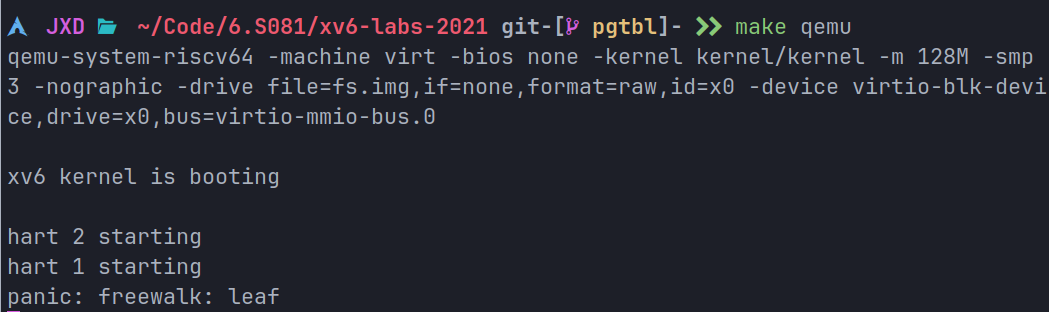 JXD ~/Code/6.S081/xv6-labs-2021 git-[ pgtbl]- >> make qemu
qemu-system-riscv64 -machine virt -bios none -kernel kernel/kernel -m 128M -smp
3 -nographic -drive file=fs.img,if=none,format=raw,id=x0 -device virtio-blk-devi
ce,drive=x0,bus=virtio-mmio-bus.0
xv6 kernel is booting
hart 2 starting
hart 1 starting
panic: freewalk: leaf